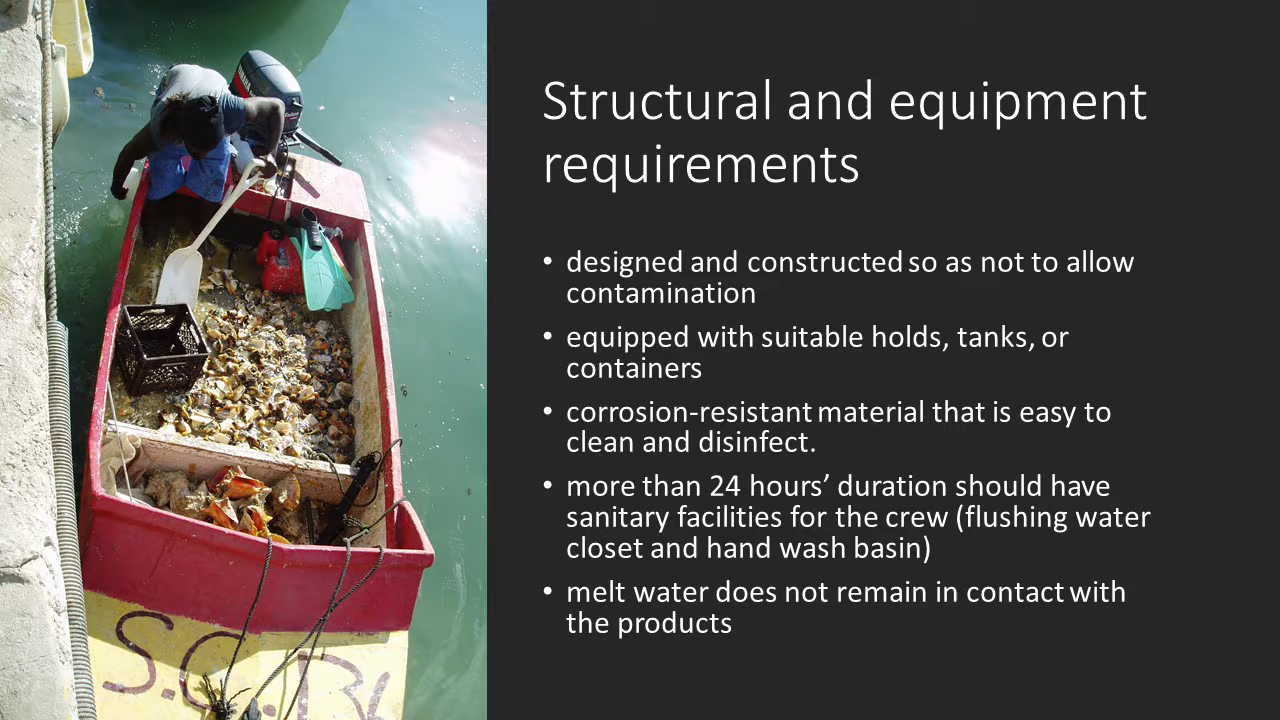 Structural and equipment
requirements
• designed and constructed so as not to allow
contamination
• equipped with suitable holds, tanks, or
containers
• corrosion-resistant material that is easy to
clean and disinfect.
• more than 24 hours’ duration should have
sanitary facilities for the crew (flushing water
closet and hand wash basin)
• melt water does not remain in contact with
the products
YAMAHA